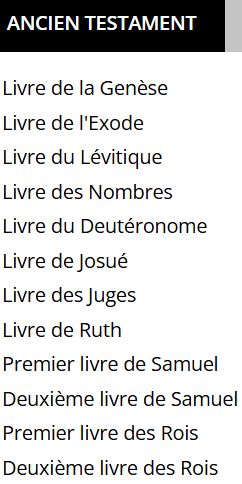 ANCIEN TESTAMENT
Livre de la Genèse
Livre de l'Exode
Livre du Lévitique
Livre des Nombres
Livre du Deutéronome
Livre de Josué
Livre des Juges
Livre de Ruth
Premier livre de Samuel
Deuxième livre de Samuel
Premier livre des Rois
Deuxième livre des Rois